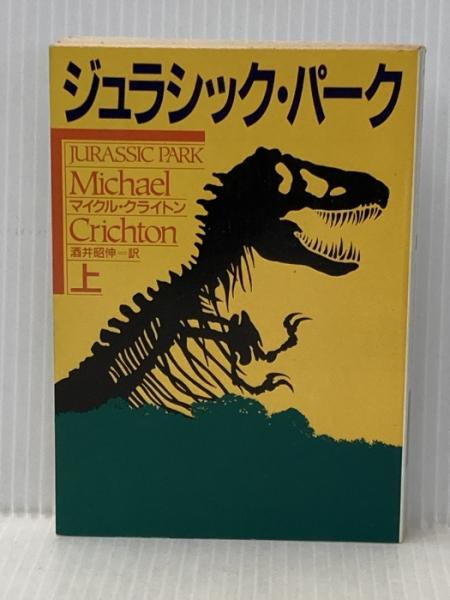 ジュラシック・パーク
JURASSIC PARK
Michael
マイクル・クライトン
Crichton
酒井昭伸=訳
上